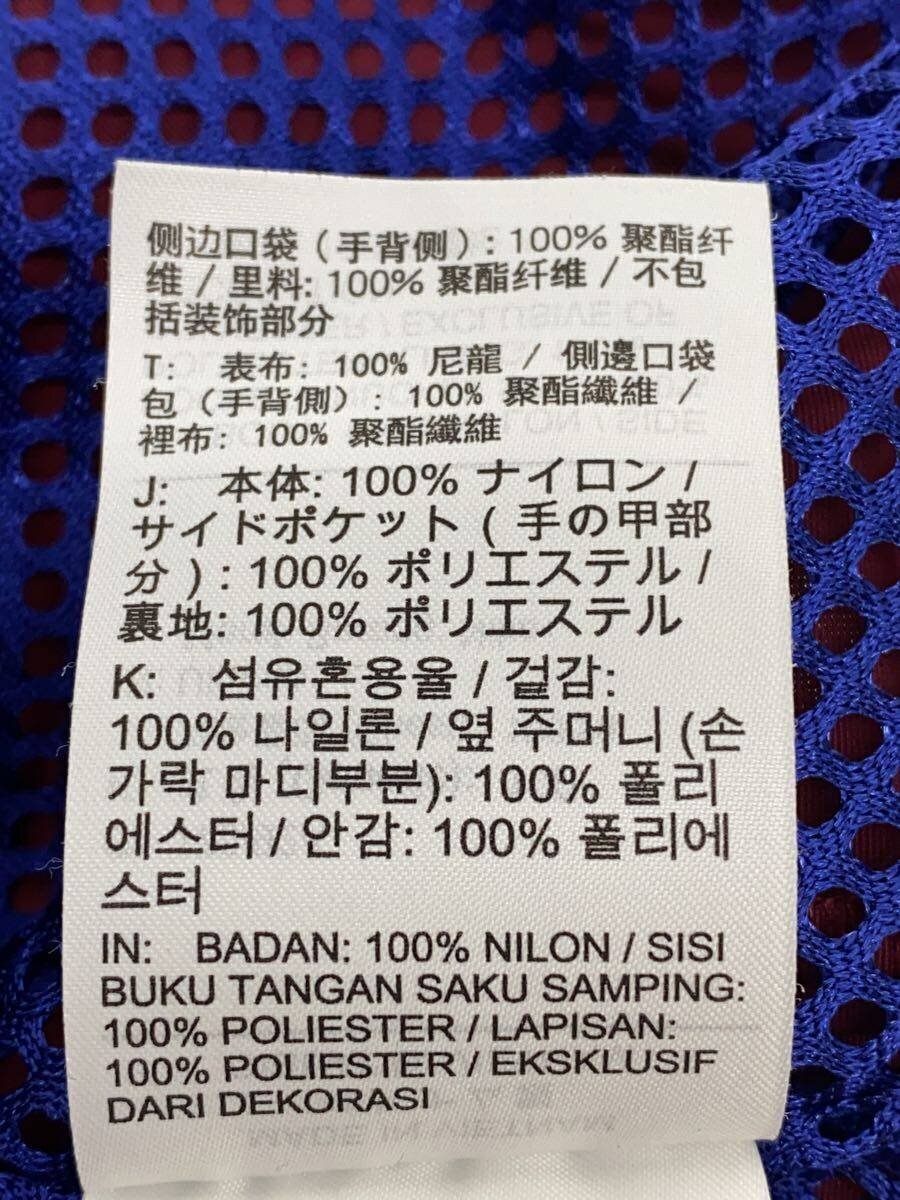 侧边口袋（手背侧）: 100% 聚酯纤
维 / 里料: 100% 聚酯纤维 / 不包
括装饰部分
T: 表布: 100% 尼龍 / 側邊口袋
包（手背側）: 100% 聚酯纖維 /
裡布: 100% 聚酯纖維
J: 本体: 100% ナイロン /
サイドポケット ( 手の甲部
分 ) : 100% ポリエステル /
裏地: 100% ポリエステル
K: 섬유혼용율 / 겉감:
100% 나일론 / 옆 주머니 (손
가락 마디부분): 100% 폴리
에스터 / 안감: 100% 폴리에
스터
IN: BADAN: 100% NILON / SISI
BUKU TANGAN SAKU SAMPING:
100% POLIESTER / LAPISAN:
100% POLIESTER / EKSKLUSIF
DARI DEKORASI
MADE IN VIETNAM